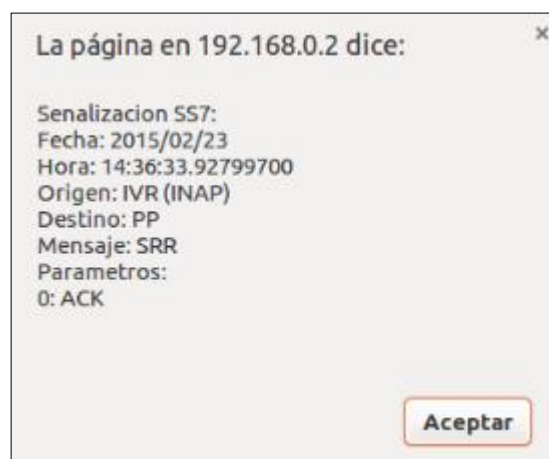 La página en 192.168.0.2 dice:
Senalizacion SS7:
Fecha: 2015/02/23
Hora: 14:36:33.92799700
Origen: IVR (INAP)
Destino: PP
Mensaje: SRR
Parametros:
0: ACK
Aceptar